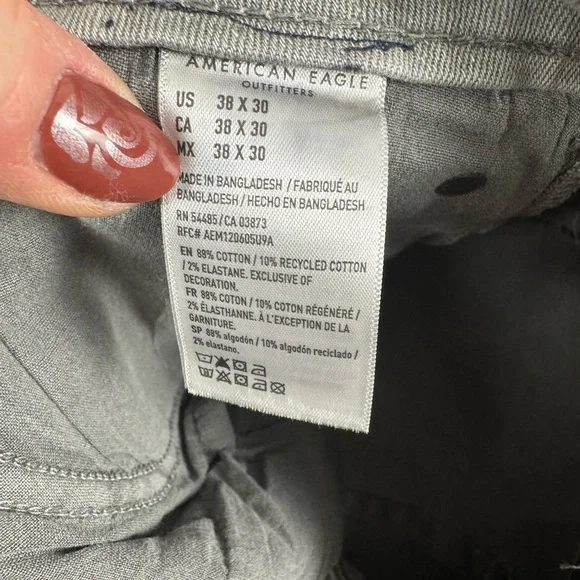 AMERICAN EAGLE
OUTFITTERS
US 38 X 30
CA 38 X 30
MX 38 X 30
MADE IN BANGLADESH / FABRIQUÉ AU
BANGLADESH / HECHO EN BANGLADESH
RN 54485/CA 03873
RFC# AEM120605U9A
EN 88% COTTON / 10% RECYCLED COTTON
/ 2% ELASTANE. EXCLUSIVE OF
DECORATION.
FR 88% COTON / 10% COTON RÉGÉNÉRÉ /
2% ÉLASTHANNE. À L'EXCEPTION DE LA
GARNITURE.
SP 88% algodón / 10% algodón reciclado /
2% elastano.